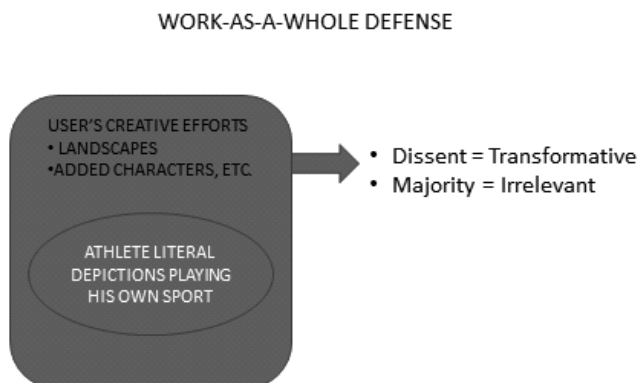 WORK-AS-A-WHOLE DEFENSE
USER'S CREATIVE EFFORTS
• LANDSCAPES
•ADDED CHARACTERS, ETC.
ATHLETE LITERAL
DEPICTIONS PLAYING
HIS OWN SPORT
• Dissent = Transformative
• Majority = Irrelevant